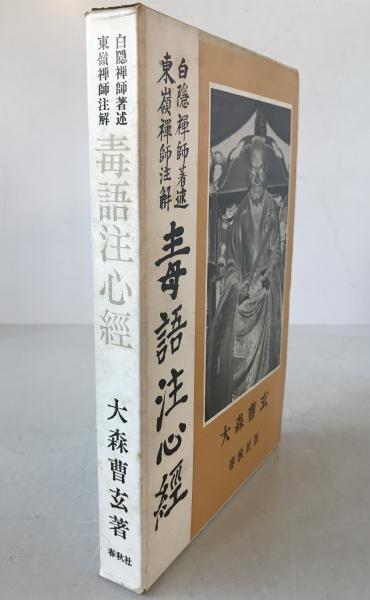 白隠禅師著述
東嶺禅師注解
毒語注心經
大森曹玄著
春秋社
白隠禅師著述
東嶺禅師注解
毒語注心經
大森曹玄
春秋社版